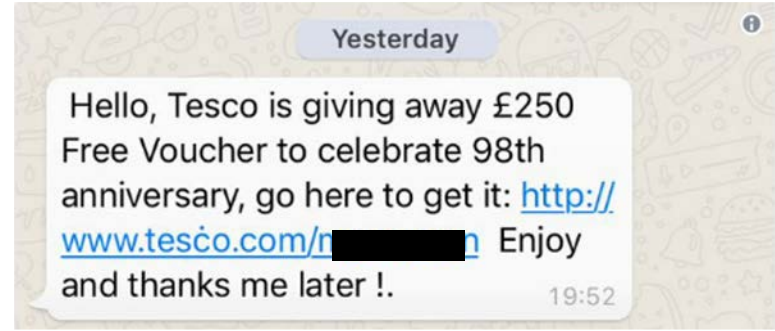 Yesterday
Hello, Tesco is giving away £250
Free Voucher to celebrate 98th
anniversary, go here to get it: http://
www.tesċo.com/n n Enjoy
and thanks me later !.
19:52